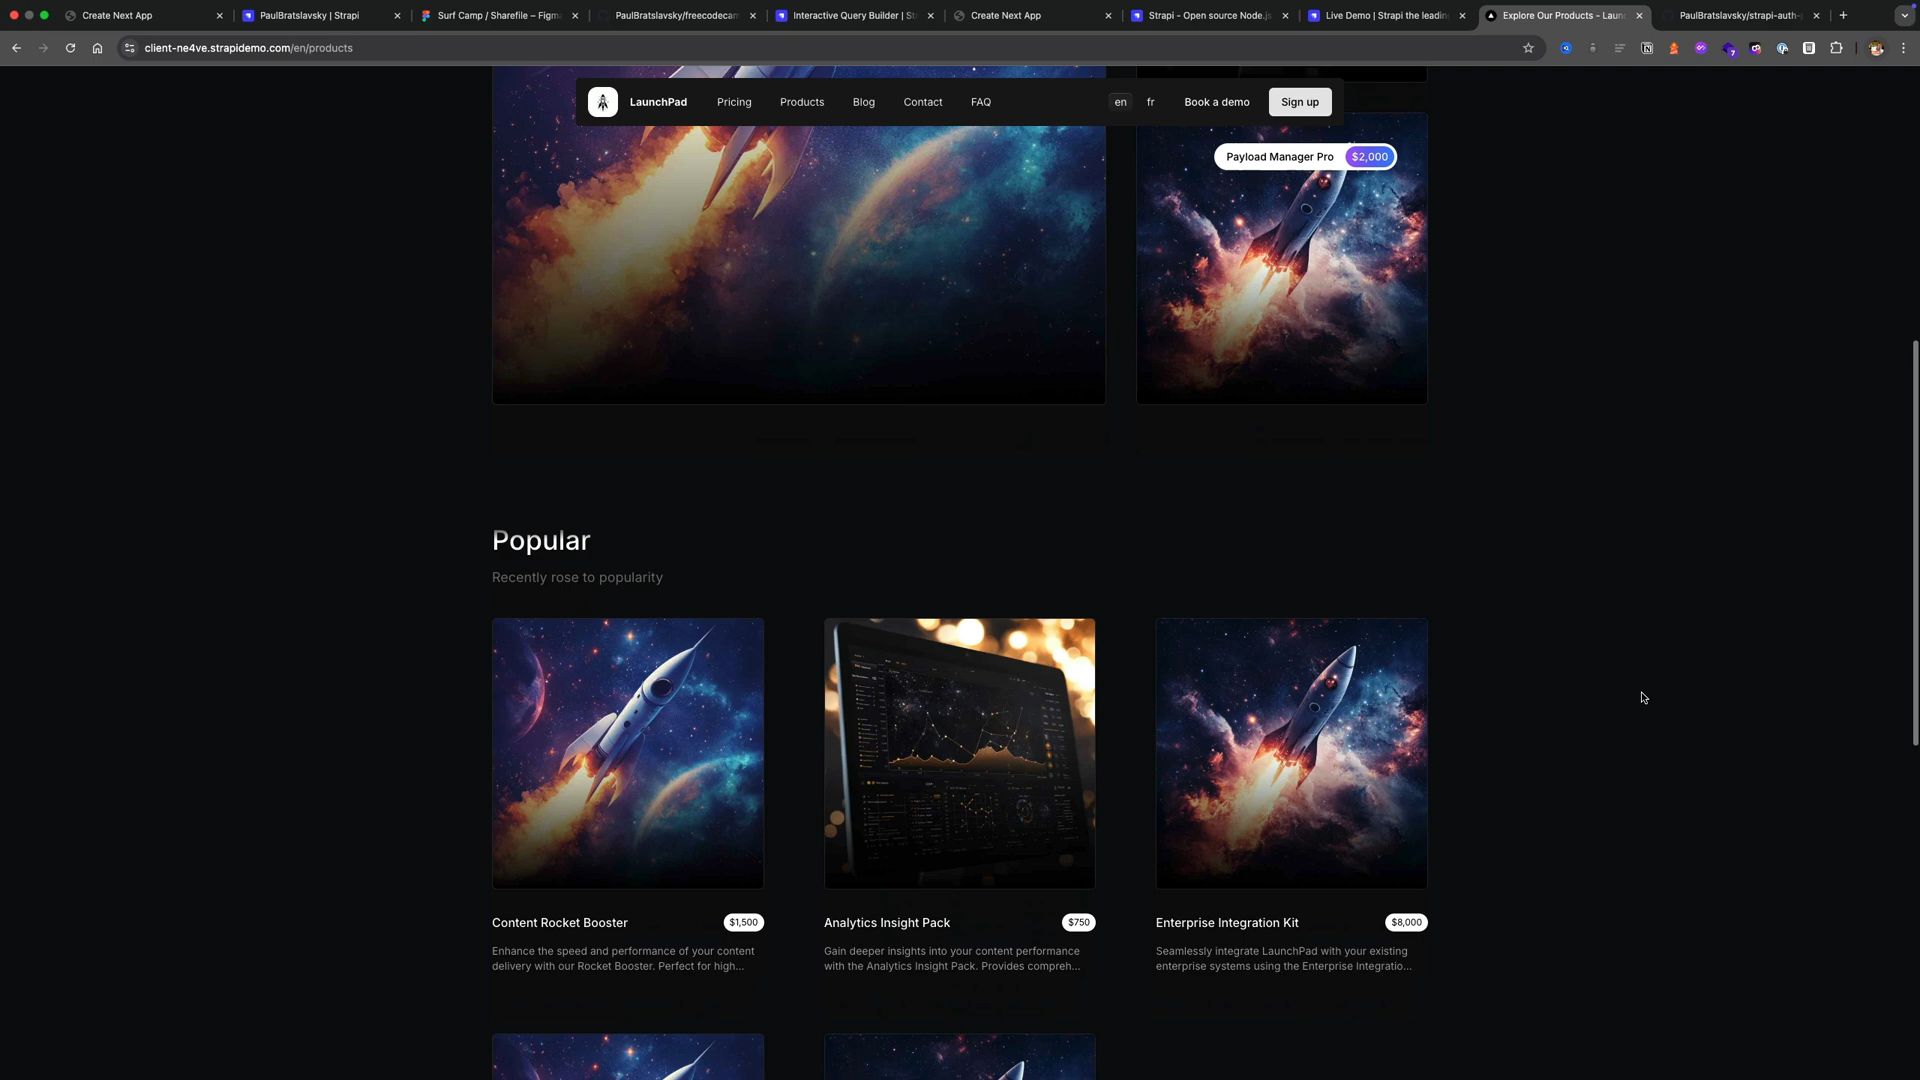 Create Next App
PaulBratslavsky | Strapi
Surf Camp / Sharefile – Figma
PaulBratslavsky/freecodecam
Interactive Query Builder | St
Create Next App
Strapi - Open source Node.js
Live Demo | Strapi the leadin
Explore Our Products - Laun
PaulBratslavsky/strapi-auth-
client-ne4ve.strapidemo.com/en/products
LaunchPad
Pricing
Products
Blog
Contact
FAQ
en
fr
Book a demo
Sign up
Payload Manager Pro
$2,000
Popular
Recently rose to popularity
Content Rocket Booster
$1,500
Enhance the speed and performance of your content
delivery with our Rocket Booster. Perfect for high...
Analytics Insight Pack
$750
Gain deeper insights into your content performance
with the Analytics Insight Pack. Provides compreh...
Enterprise Integration Kit
$8,000
Seamlessly integrate LaunchPad with your existing
enterprise systems using the Enterprise Integratio...